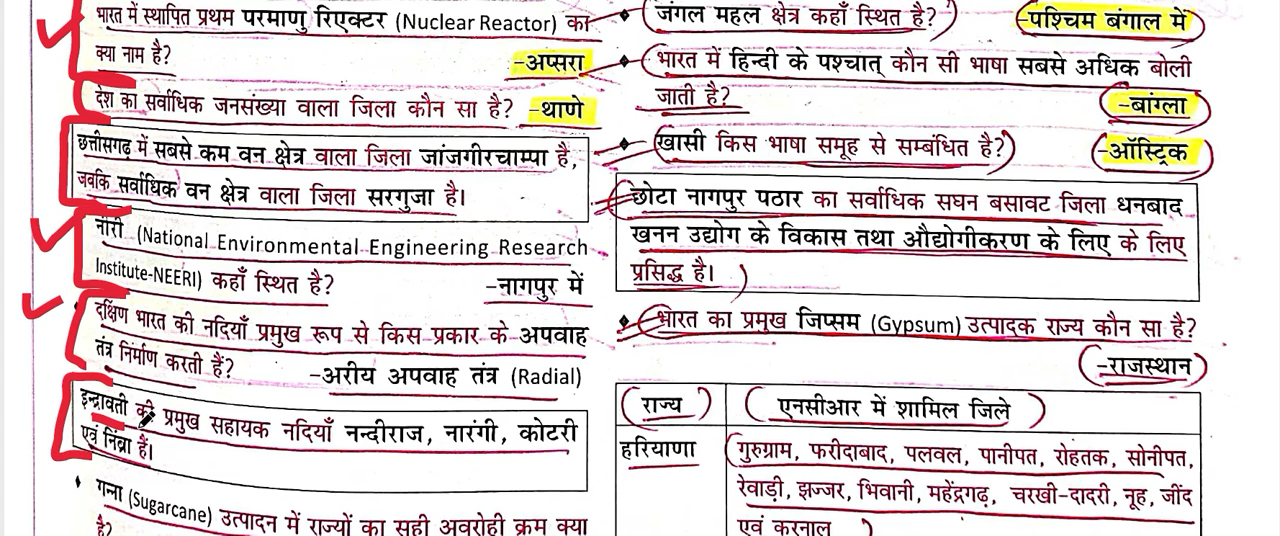 भारत में स्थापित प्रथम परमाणु रिएक्टर (Nuclear Reactor) का
क्या नाम है?
-अप्सरा
देश का सर्वाधिक जनसंख्या वाला जिला कौन सा है? -थाणे
छत्तीसगढ़ में सबसे कम वन क्षेत्र वाला जिला जांजगीरचाम्पा है,
जबकि सर्वाधिक वन क्षेत्र वाला जिला सरगुजा है।
नीरी (National Environmental Engineering Research
Institute-NEERI) कहाँ स्थित है? -नागपुर में
दक्षिण भारत की नदियाँ प्रमुख रूप से किस प्रकार के अपवाह
तंत्र निर्माण करती हैं? -अरीय अपवाह तंत्र (Radial)
इन्द्रावती की प्रमुख सहायक नदियाँ नन्दीराज, नारंगी, कोटरी
एवं निंब्रा हैं।
गन्ना (Sugarcane) उत्पादन में राज्यों का सही अवरोही क्रम क्या
है?
जंगल महल क्षेत्र कहाँ स्थित है? -पश्चिम बंगाल में
भारत में हिन्दी के पश्चात् कौन सी भाषा सबसे अधिक बोली
जाती है? -बांग्ला
खासी किस भाषा समूह से सम्बंधित है? -ऑस्ट्रिक
छोटा नागपुर पठार का सर्वाधिक सघन बसावट जिला धनबाद
खनन उद्योग के विकास तथा औद्योगीकरण के लिए के लिए
प्रसिद्ध है।
भारत का प्रमुख जिप्सम (Gypsum) उत्पादक राज्य कौन सा है?
-राजस्थान
राज्य एनसीआर में शामिल जिले
हरियाणा गुरुग्राम, फरीदाबाद, पलवल, पानीपत, रोहतक, सोनीपत,
रेवाड़ी, झज्जर, भिवानी, महेंद्रगढ़, चरखी-दादरी, नूह, जींद
एवं करनाल